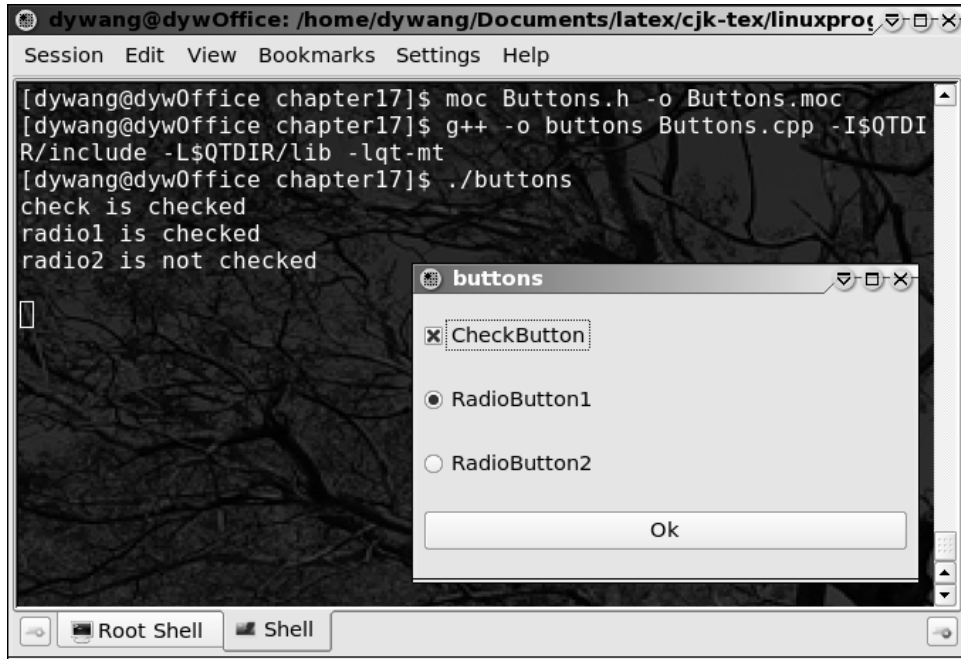 dywang@dywOffice: /home/dywang/Documents/latex/cjk-tex/linuxprog
Session Edit View Bookmarks Settings Help
[dywang@dywOffice chapter17]$ moc Buttons.h -o Buttons.moc
[dywang@dywOffice chapter17]$ g++ -o buttons Buttons.cpp -I$QTDI
R/include -L$QTDIR/lib -lqt-mt
[dywang@dywOffice chapter17]$ ./buttons
check is checked
radio1 is checked
radio2 is not checked
buttons
CheckButton
RadioButton1
RadioButton2
Ok
Root Shell
Shell